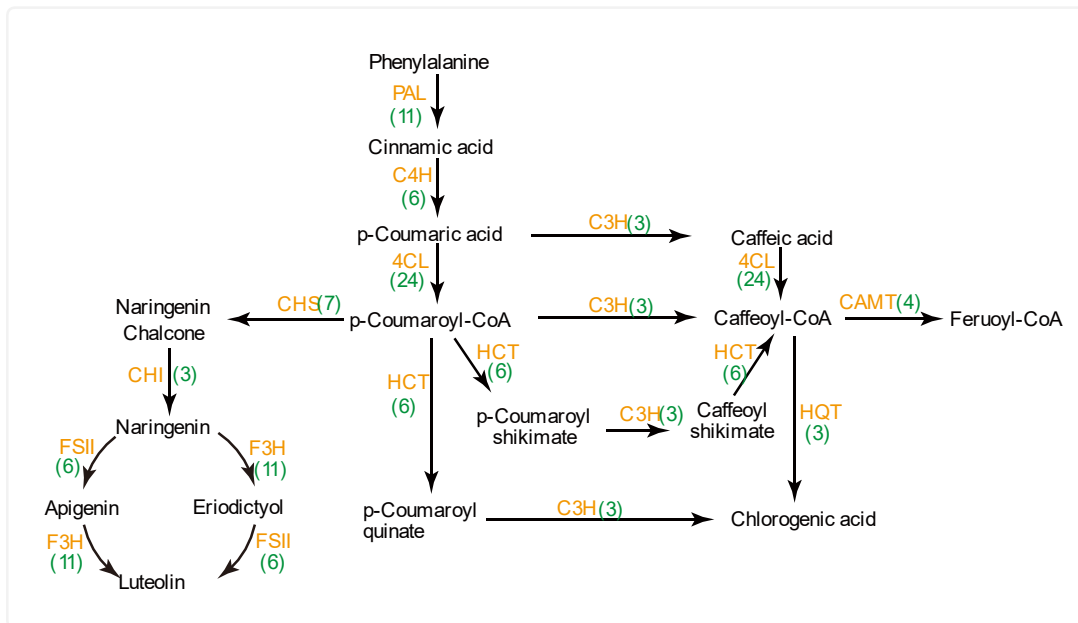 Phenylalanine
PAL
(11)
Cinnamic acid
C4H
(6)
p-Coumaric acid
C3H(3)
Caffeic acid
4CL
(24)
4CL
(24)
Naringenin
Chalcone
CHS(7)
p-Coumaroyl-CoA
C3H(3)
Caffeoyl-CoA
CAMT(4)
Feruoyl-CoA
CHI (3)
HCT
(6)
HCT
(6)
HCT
(6)
p-Coumaroyl
shikimate
C3H(3)
Caffeoyl
shikimate
HQT
(3)
Naringenin
FSII
(6)
F3H
(11)
Apigenin
Eriodictyol
p-Coumaroyl
quinate
C3H(3)
Chlorogenic acid
F3H
(11)
FSII
(6)
Luteolin